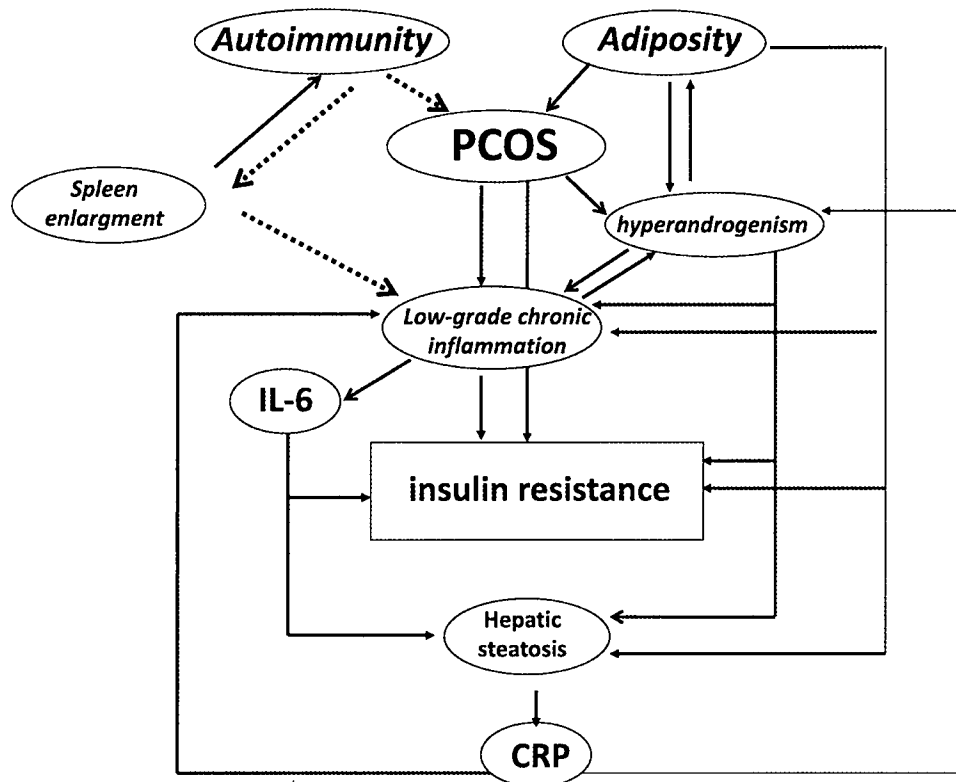 Autoimmunity
Adiposity
PCOS
Spleen
enlargment
hyperandrogenism
Low-grade chronic
inflammation
IL-6
insulin resistance
Hepatic
steatosis
CRP